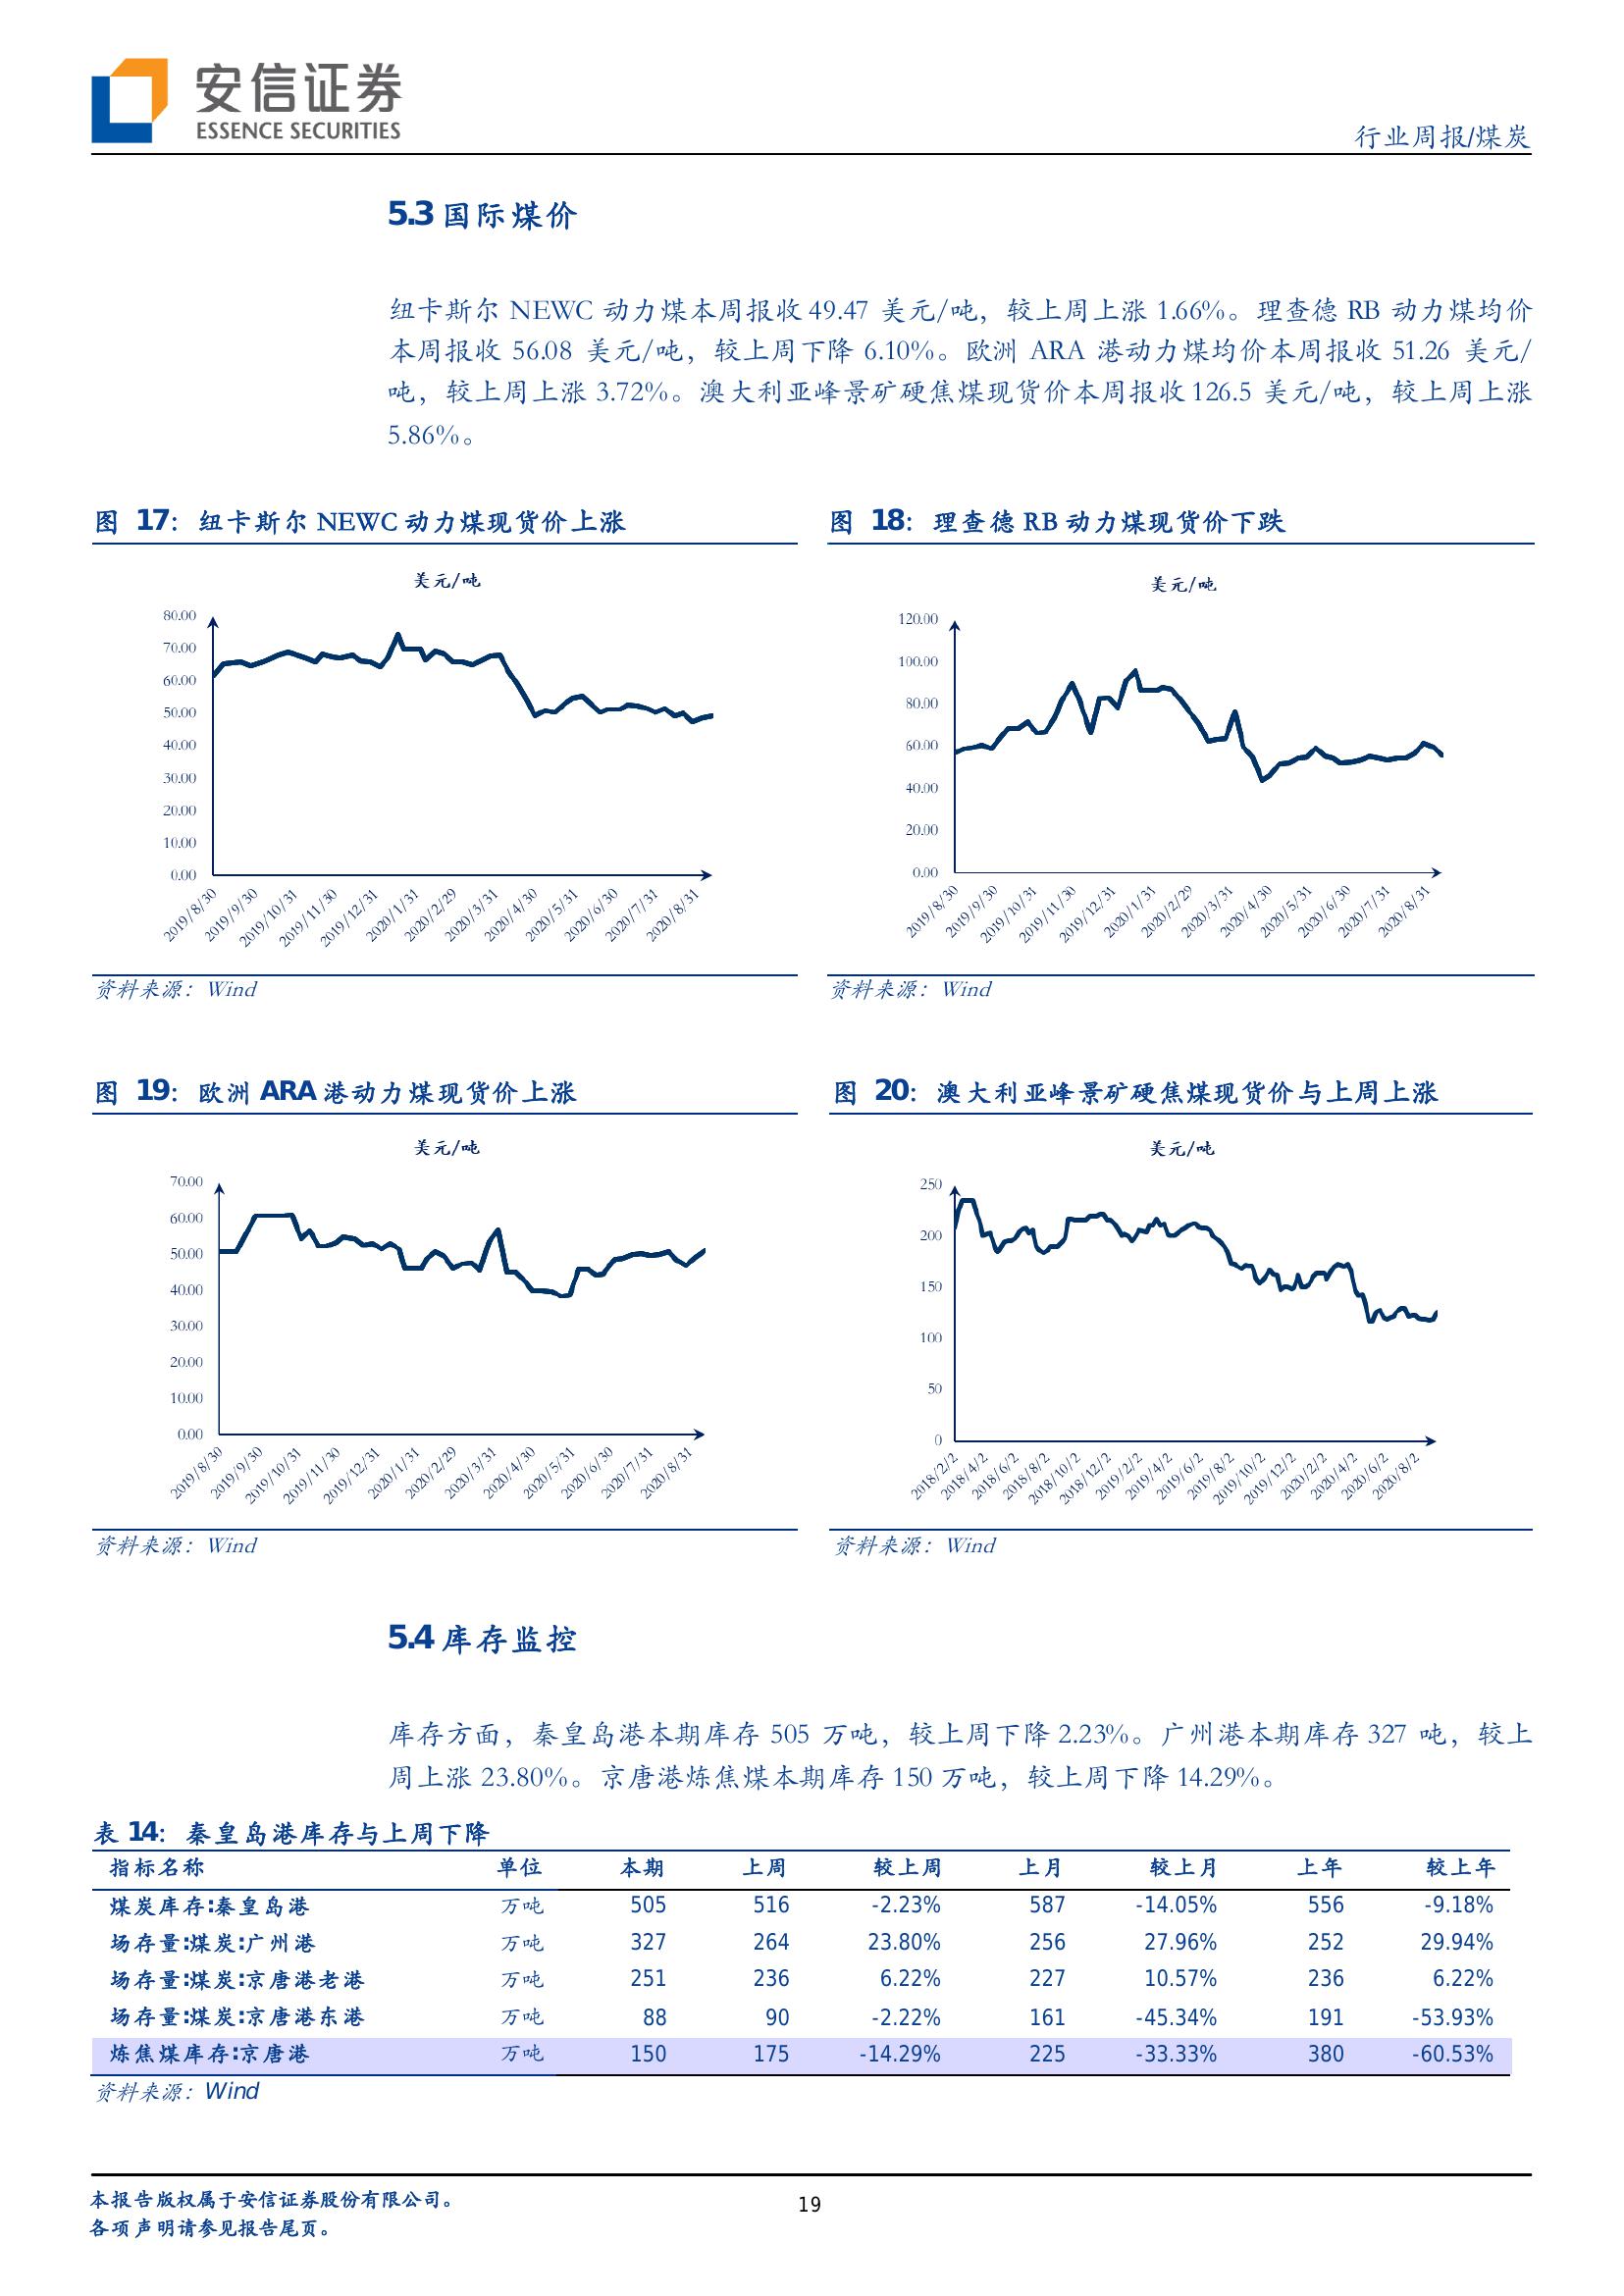 安信证券
ESSENCE SECURITIES
行业周报/煤炭
5.3 国际煤价
纽卡斯尔 NEWC 动力煤本周报收 49.47 美元/吨，较上周上涨 1.66%。理查德 RB 动力煤均价
本周报收 56.08 美元/吨，较上周下降 6.10%。欧洲 ARA 港动力煤均价本周报收 51.26 美元/
吨，较上周上涨 3.72%。澳大利亚峰景矿硬焦煤现货价本周报收 126.5 美元/吨，较上周上涨
5.86%。
图 17：纽卡斯尔 NEWC 动力煤现货价上涨
美元/吨
80.00
70.00
60.00
50.00
40.00
30.00
20.00
10.00
0.00
2019/8/30
2019/9/30
2019/10/31
2019/11/30
2019/12/31
2020/1/31
2020/2/29
2020/3/31
2020/4/30
2020/5/31
2020/6/30
2020/7/31
2020/8/31
资料来源：Wind
图 18：理查德 RB 动力煤现货价下跌
美元/吨
120.00
100.00
80.00
60.00
40.00
20.00
0.00
2019/8/30
2019/9/30
2019/10/31
2019/11/30
2019/12/31
2020/1/31
2020/2/29
2020/3/31
2020/4/30
2020/5/31
2020/6/30
2020/7/31
2020/8/31
资料来源：Wind
图 19：欧洲 ARA 港动力煤现货价上涨
美元/吨
70.00
60.00
50.00
40.00
30.00
20.00
10.00
0.00
2019/8/30
2019/9/30
2019/10/31
2019/11/30
2019/12/31
2020/1/31
2020/2/29
2020/3/31
2020/4/30
2020/5/31
2020/6/30
2020/7/31
2020/8/31
资料来源：Wind
图 20：澳大利亚峰景矿硬焦煤现货价与上周上涨
美元/吨
250
200
150
100
50
0
2018/2/2
2018/4/2
2018/6/2
2018/8/2
2018/10/2
2018/12/2
2019/2/2
2019/4/2
2019/6/2
2019/8/2
2019/10/2
2019/12/2
2020/2/2
2020/4/2
2020/6/2
2020/8/2
资料来源：Wind
5.4 库存监控
库存方面，秦皇岛港本期库存 505 万吨，较上周下降 2.23%。广州港本期库存 327 吨，较上
周上涨 23.80%。京唐港炼焦煤本期库存 150 万吨，较上周下降 14.29%。
表 14：秦皇岛港库存与上周下降
指标名称 单位 本期 上周 较上周 上月 较上月 上年 较上年
煤炭库存:秦皇岛港 万吨 505 516 -2.23% 587 -14.05% 556 -9.18%
场存量:煤炭:广州港 万吨 327 264 23.80% 256 27.96% 252 29.94%
场存量:煤炭:京唐港老港 万吨 251 236 6.22% 227 10.57% 236 6.22%
场存量:煤炭:京唐港东港 万吨 88 90 -2.22% 161 -45.34% 191 -53.93%
炼焦煤库存:京唐港 万吨 150 175 -14.29% 225 -33.33% 380 -60.53%
资料来源：Wind
本报告版权属于安信证券股份有限公司。
各项声明请参见报告尾页。
19